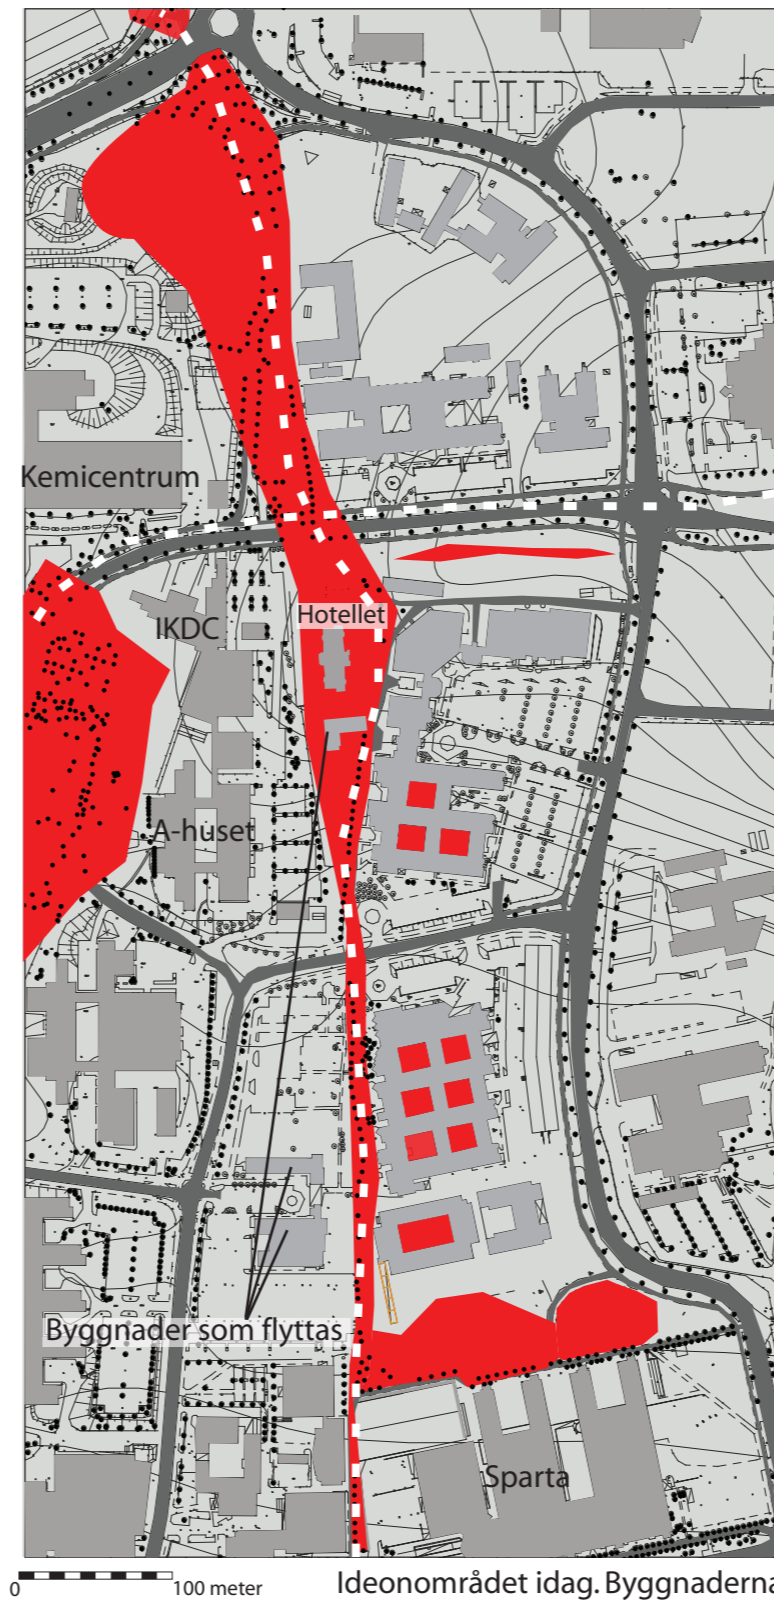 Kemicentrum
Hotellet
IKDC
A-huset
Byggnader som flyttas
Sparta
0 100 meter
Ideonområdet idag. Byggnaderna